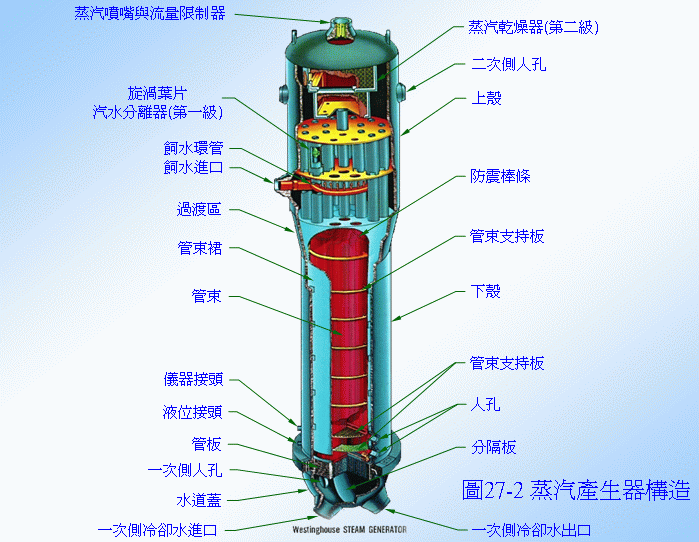 蒸汽噴嘴與流量限制器
蒸汽乾燥器(第二級)
二次側人孔
旋渦葉片
汽水分離器(第一級)
上殼
飼水環管
飼水進口
防震棒條
過渡區
管束支持板
管束裙
管束
下殼
管束支持板
儀器接頭
人孔
液位接頭
管板
分隔板
一次側人孔
圖27-2 蒸汽產生器構造
水道蓋
一次側冷卻水進口
Westinghouse STEAM GENERATOR
一次側冷卻水出口